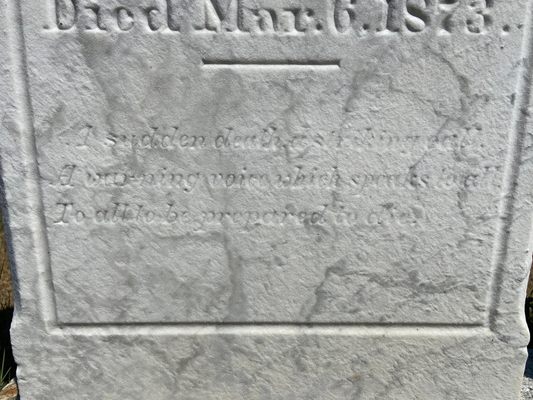 Died Mar. 6, 1873.
A sudden death, a striking call,
A warning voice which speaks to all,
To all to be prepared to die.